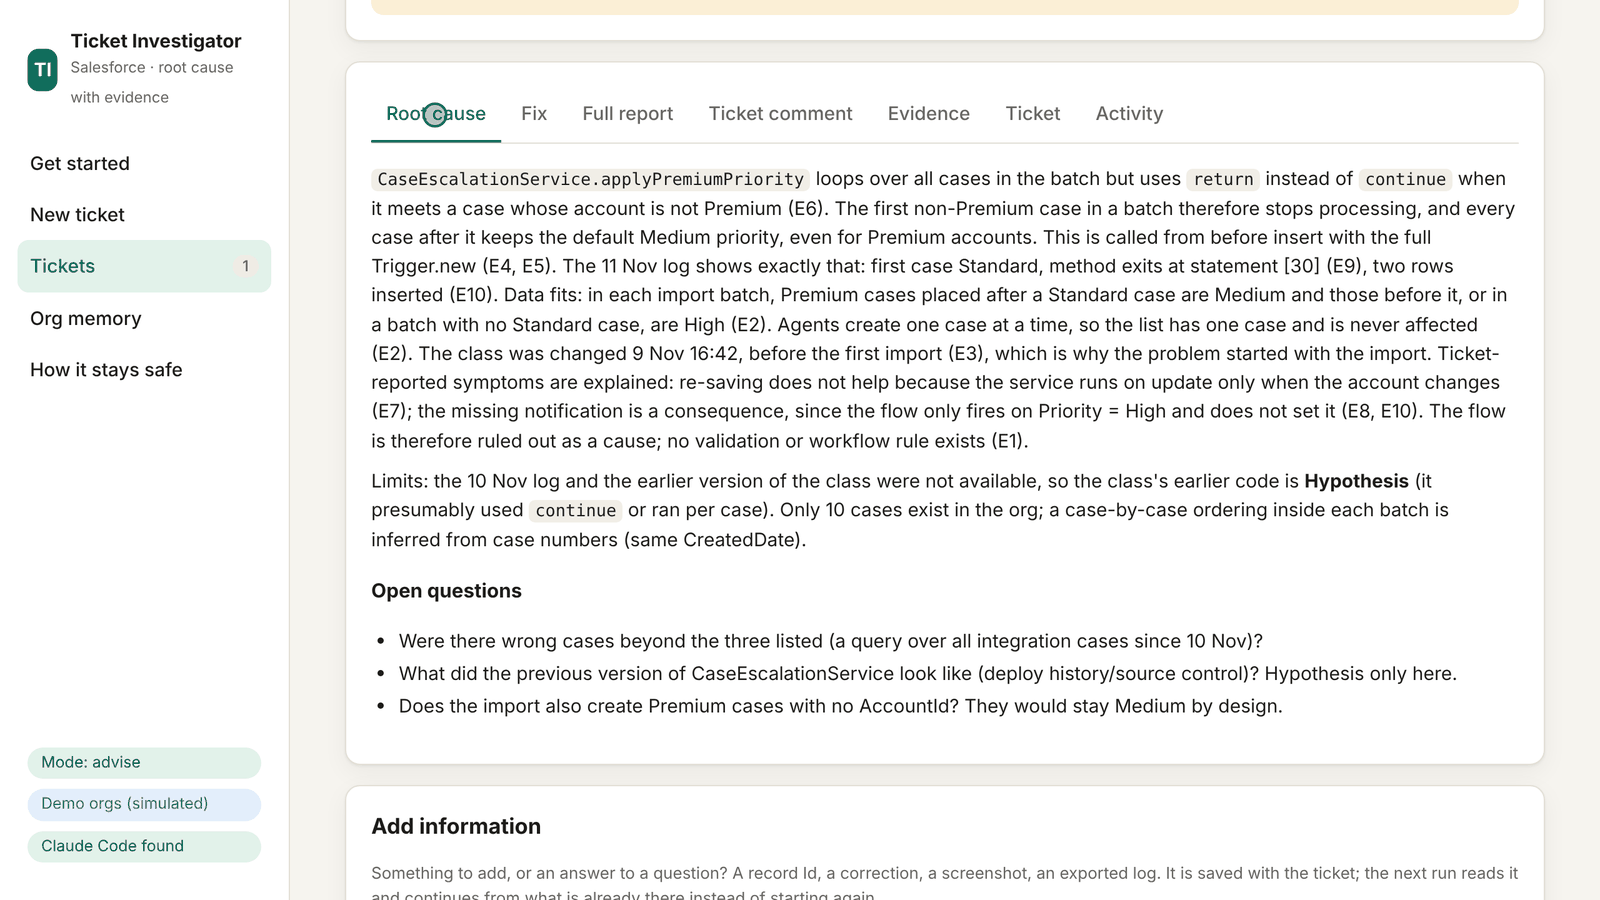 TI
Ticket Investigator
Salesforce · root cause
with evidence
Get started
New ticket
Tickets 1
Org memory
How it stays safe
Mode: advise
Demo orgs (simulated)
Claude Code found
Root cause Fix Full report Ticket comment Evidence Ticket Activity
CaseEscalationService.applyPremiumPriority loops over all cases in the batch but uses return instead of continue when
it meets a case whose account is not Premium (E6). The first non-Premium case in a batch therefore stops processing, and every
case after it keeps the default Medium priority, even for Premium accounts. This is called from before insert with the full
Trigger.new (E4, E5). The 11 Nov log shows exactly that: first case Standard, method exits at statement [30] (E9), two rows
inserted (E10). Data fits: in each import batch, Premium cases placed after a Standard case are Medium and those before it, or in
a batch with no Standard case, are High (E2). Agents create one case at a time, so the list has one case and is never affected
(E2). The class was changed 9 Nov 16:42, before the first import (E3), which is why the problem started with the import. Ticket-
reported symptoms are explained: re-saving does not help because the service runs on update only when the account changes
(E7); the missing notification is a consequence, since the flow only fires on Priority = High and does not set it (E8, E10). The flow
is therefore ruled out as a cause; no validation or workflow rule exists (E1).
Limits: the 10 Nov log and the earlier version of the class were not available, so the class's earlier code is Hypothesis (it
presumably used continue or ran per case). Only 10 cases exist in the org; a case-by-case ordering inside each batch is
inferred from case numbers (same CreatedDate).
Open questions
• Were there wrong cases beyond the three listed (a query over all integration cases since 10 Nov)?
• What did the previous version of CaseEscalationService look like (deploy history/source control)? Hypothesis only here.
• Does the import also create Premium cases with no AccountId? They would stay Medium by design.
Add information
Something to add, or an answer to a question? A record Id, a correction, a screenshot, an exported log. It is saved with the ticket; the next run reads it
and continues from what is already there instead of starting again.